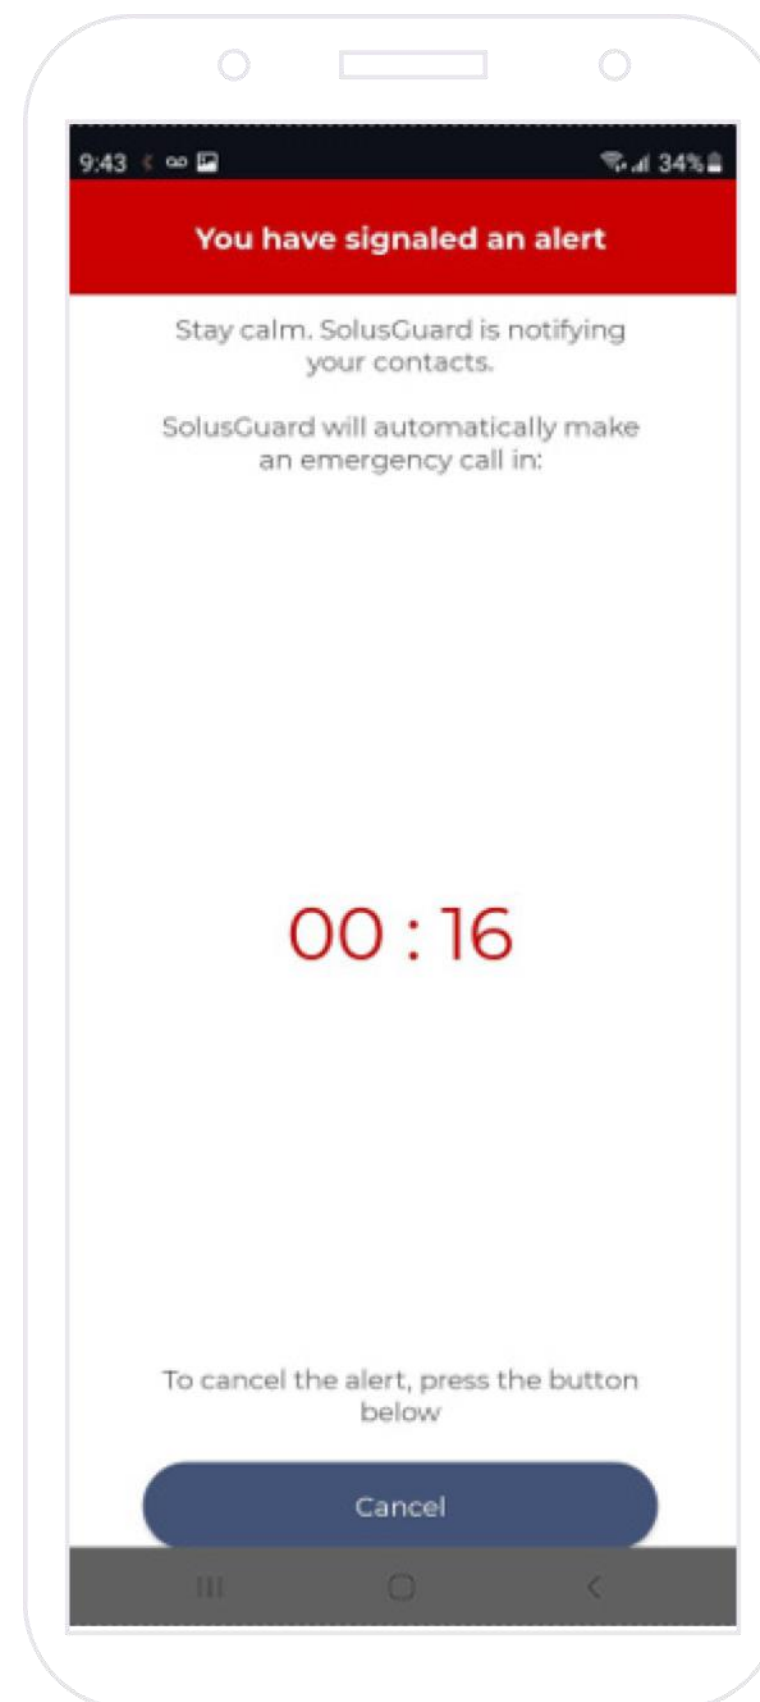 9:43
34%
You have signaled an alert
Stay calm. SolusGuard is notifying
your contacts.
SolusGuard will automatically make
an emergency call in:
00 : 16
To cancel the alert, press the button
below
Cancel